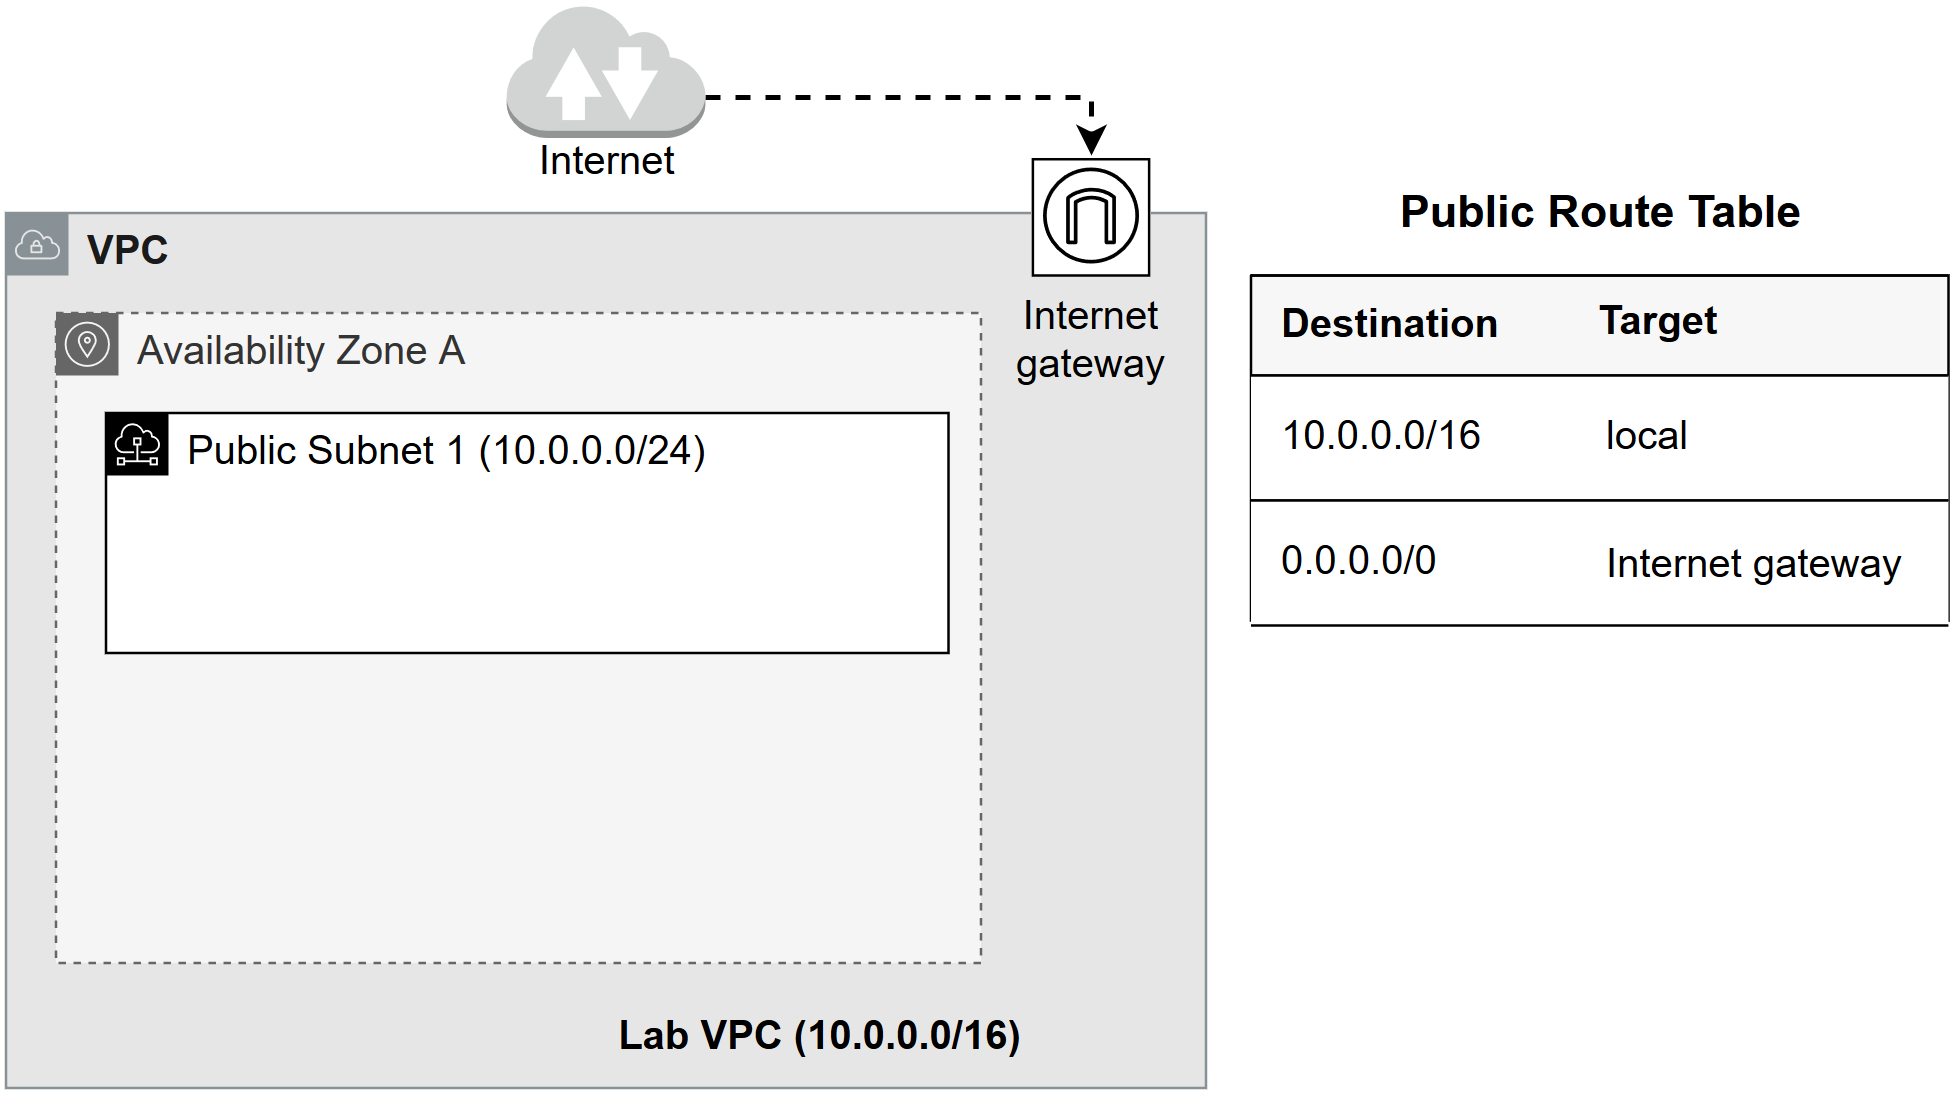 Internet
VPC
Internet
gateway
Availability Zone A
Public Subnet 1 (10.0.0.0/24)
Lab VPC (10.0.0.0/16)
Public Route Table
Destination Target
10.0.0.0/16 local
0.0.0.0/0 Internet gateway